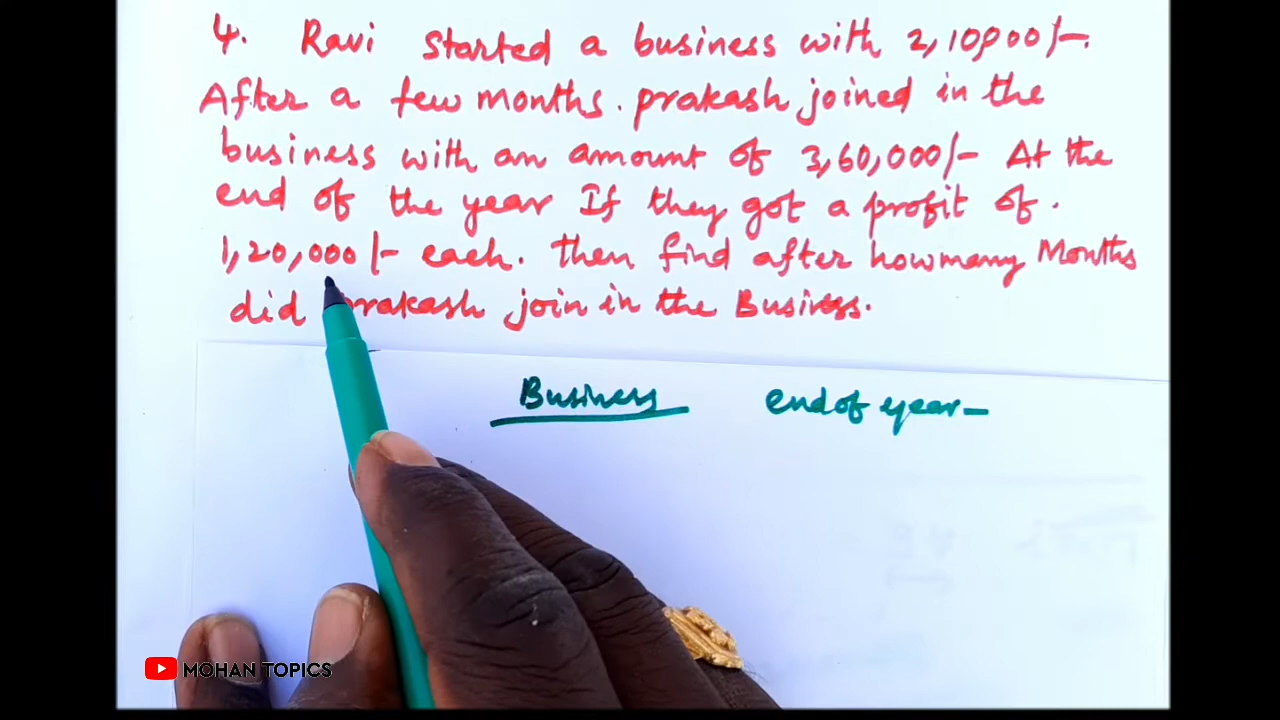 4. Ravi started a business with 2,10,000/-.
After a few months. prakash joined in the
business with an amount of 3,60,000/- At the
end of the year If they got a profit of.
1,20,000/- each. Then find after howmany Months
did prakash join in the Business.
Business end of year-
MOHAN TOPICS